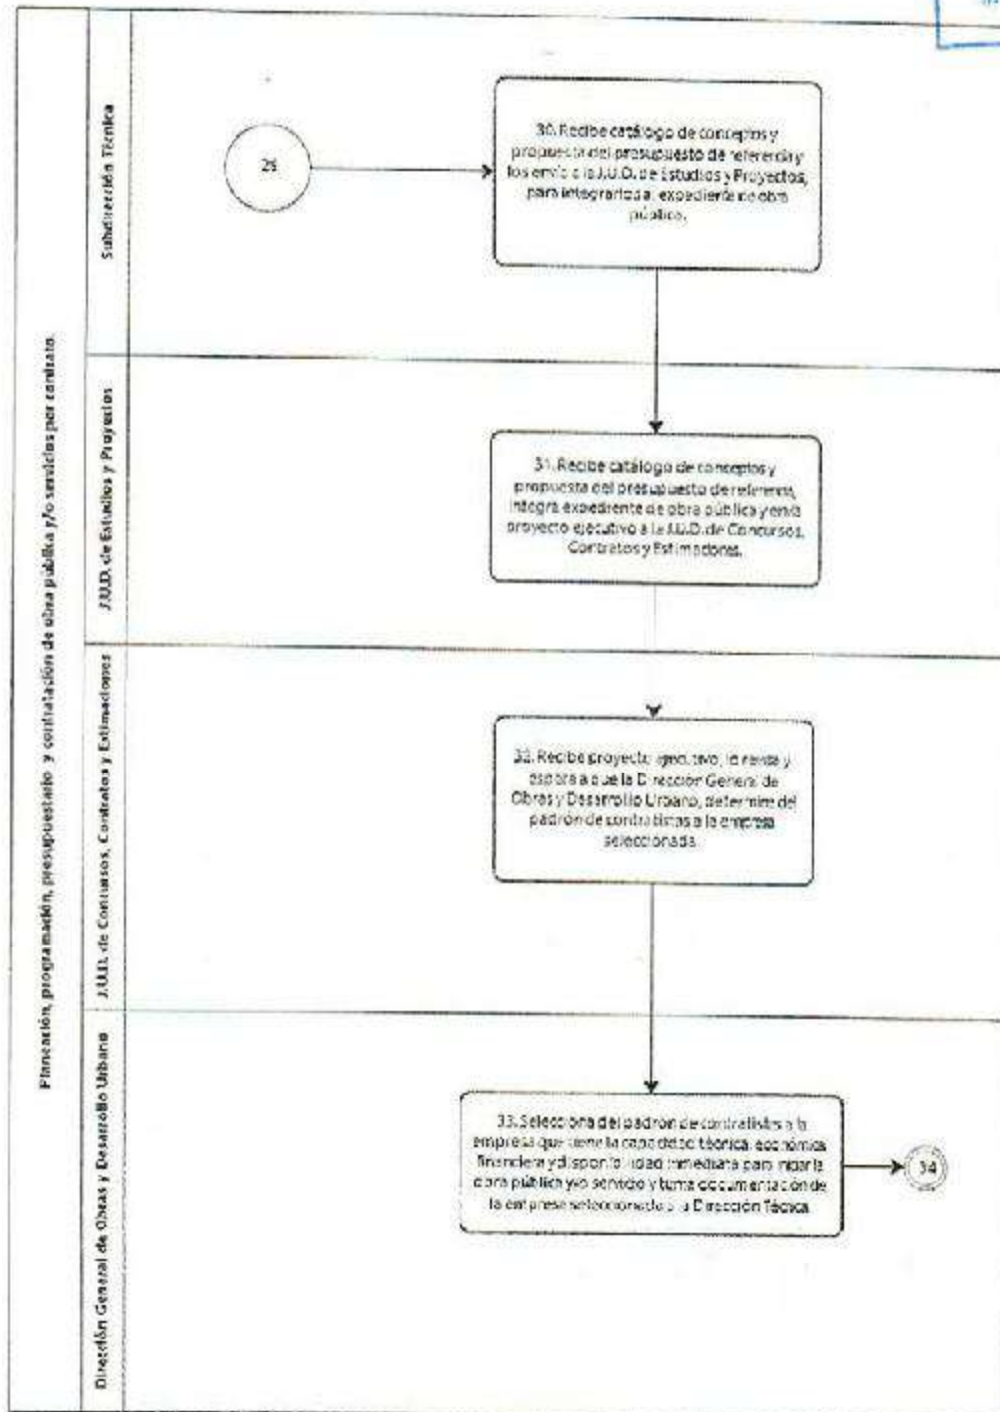 Planeación, programación, presupuestario y contratación de obra pública y/o servicios por contrato.
Subdirección Técnica
30. Recibe catálogo de conceptos y
propuesta del presupuesto de referencia y
los envía a la J.U.D. de Estudios y Proyectos,
para integrarlos al expediente de obra
pública.
J.U.D. de Estudios y Proyectos
31. Recibe catálogo de conceptos y
propuesta del presupuesto de referencia,
integra expediente de obra pública y envía
proyecto ejecutivo a la J.U.D. de Concursos,
Contratos y Estimaciones.
J.U.D. de Concursos, Contratos y Estimaciones
32. Recibe proyecto ejecutivo, lo revisa y
espera a que la Dirección General de
Obras y Desarrollo Urbano, determine del
padrón de contratistas a la empresa
seleccionada.
Dirección General de Obras y Desarrollo Urbano
33. Selecciona del padrón de contratistas a la
empresa que tiene la capacidad técnica, económica
financiera y disponibilidad inmediata para iniciar la
obra pública y/o servicio y turna documentación de
la empresa seleccionada a la Dirección Técnica.
34